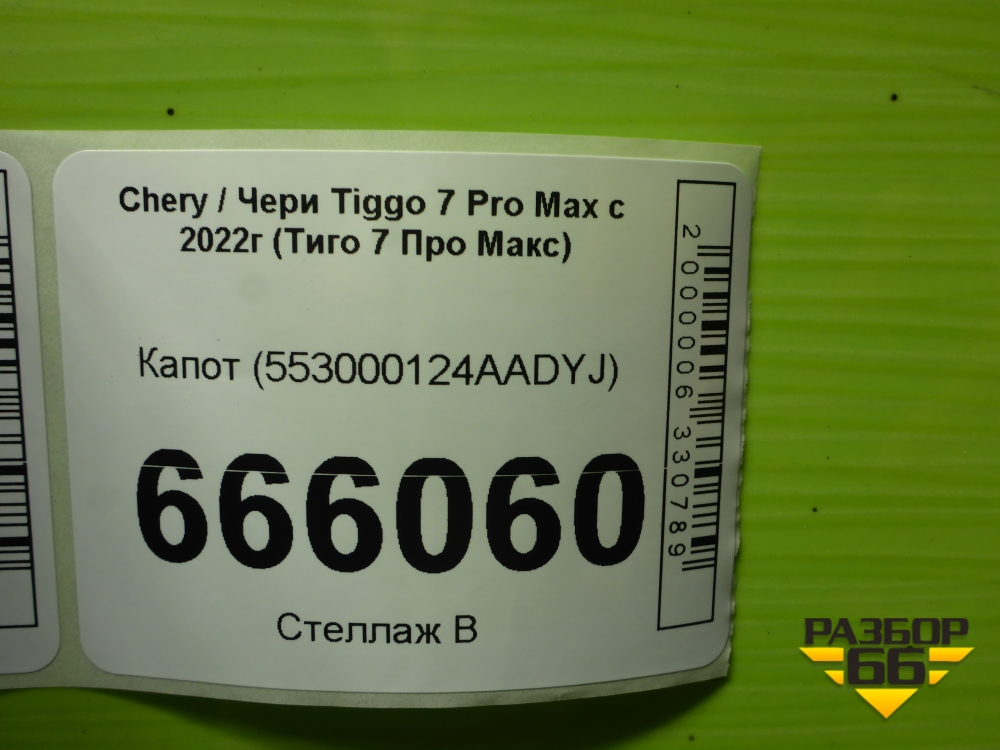 Chery / Чери Tiggo 7 Pro Max с
2022г (Тиго 7 Про Макс)
Капот (553000124AADYJ)
666060
Стеллаж В
2000006330789
РАЗБОР
66